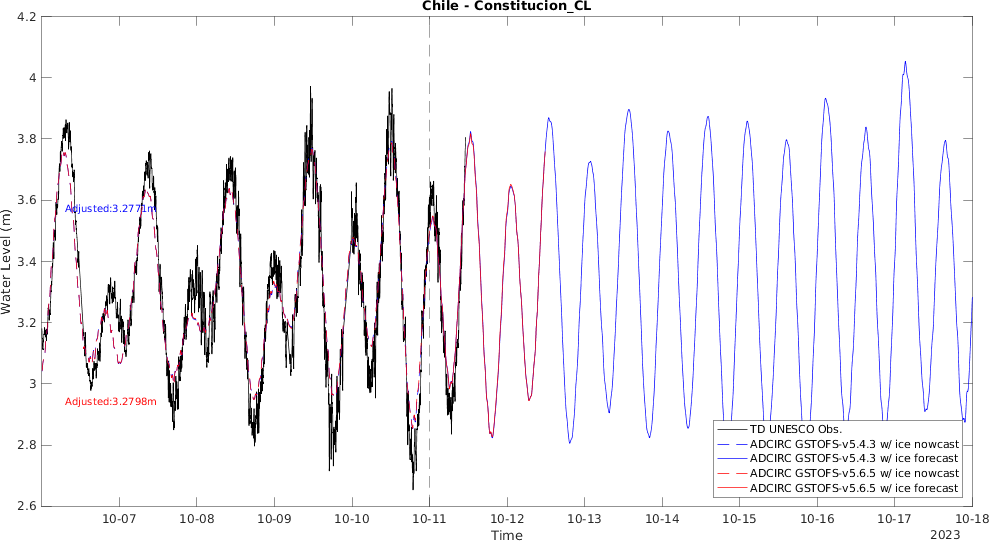 Chile - Constitucion_CL
Water Level (m)
4.2
4
3.8
3.6
3.4
3.2
3
2.8
2.6
Adjusted:3.2771m
Adjusted:3.2798m
TD UNESCO Obs.
ADCIRC GSTOFS-v5.4.3 w/ ice nowcast
ADCIRC GSTOFS-v5.4.3 w/ ice forecast
ADCIRC GSTOFS-v5.6.5 w/ ice nowcast
ADCIRC GSTOFS-v5.6.5 w/ ice forecast
10-07 10-08 10-09 10-10 10-11 10-12 10-13 10-14 10-15 10-16 10-17 10-18
Time
2023